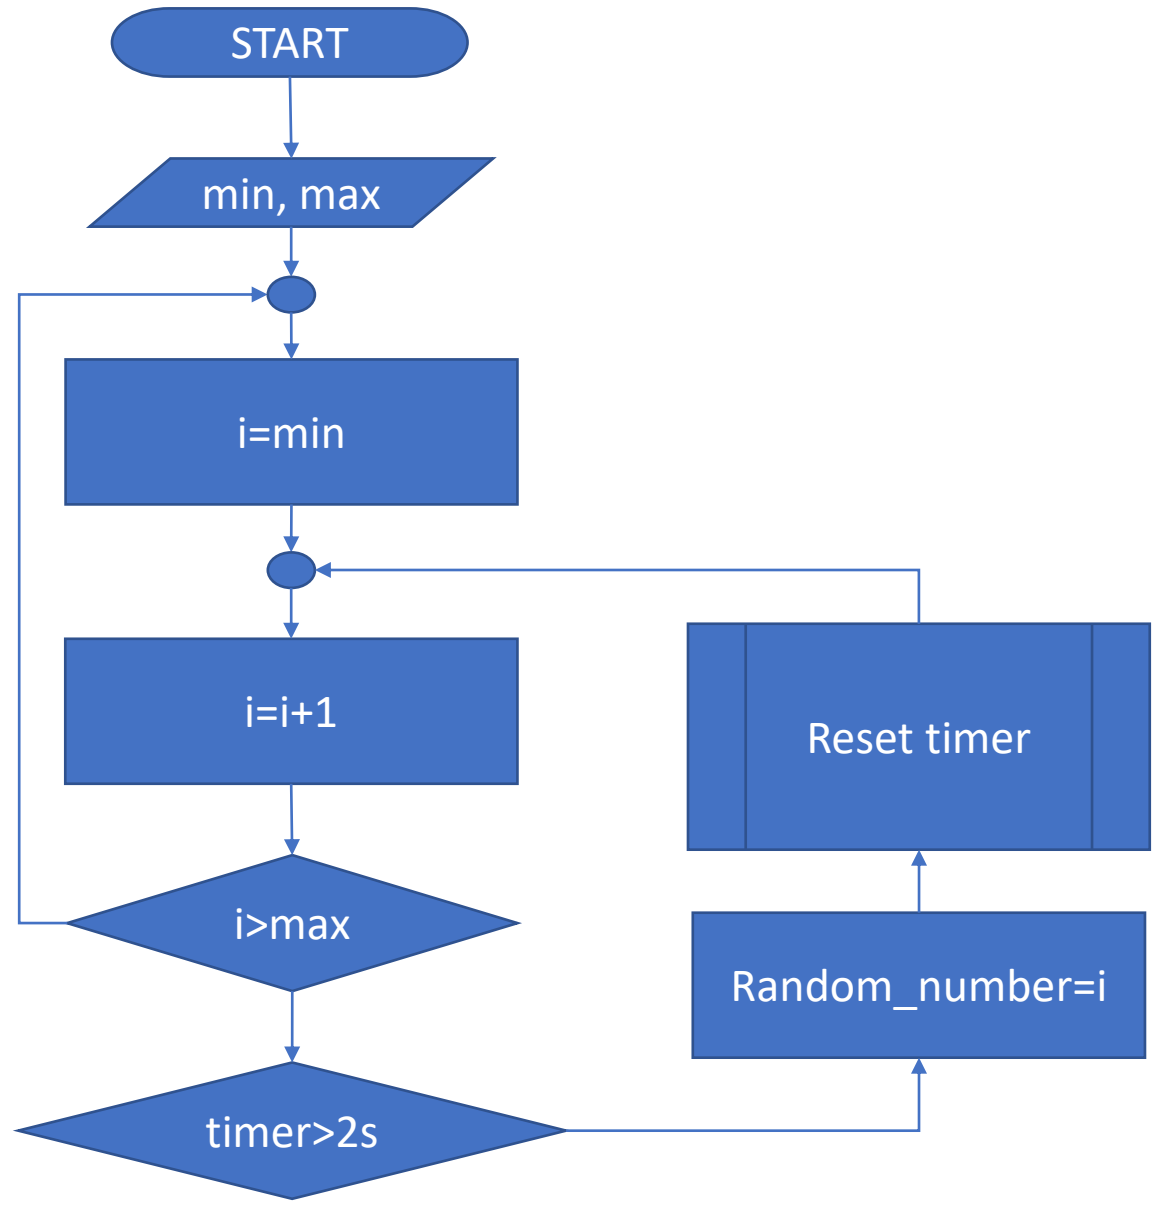 START
min, max
i=min
i=i+1
i>max
timer>2s
Random_number=i
Reset timer